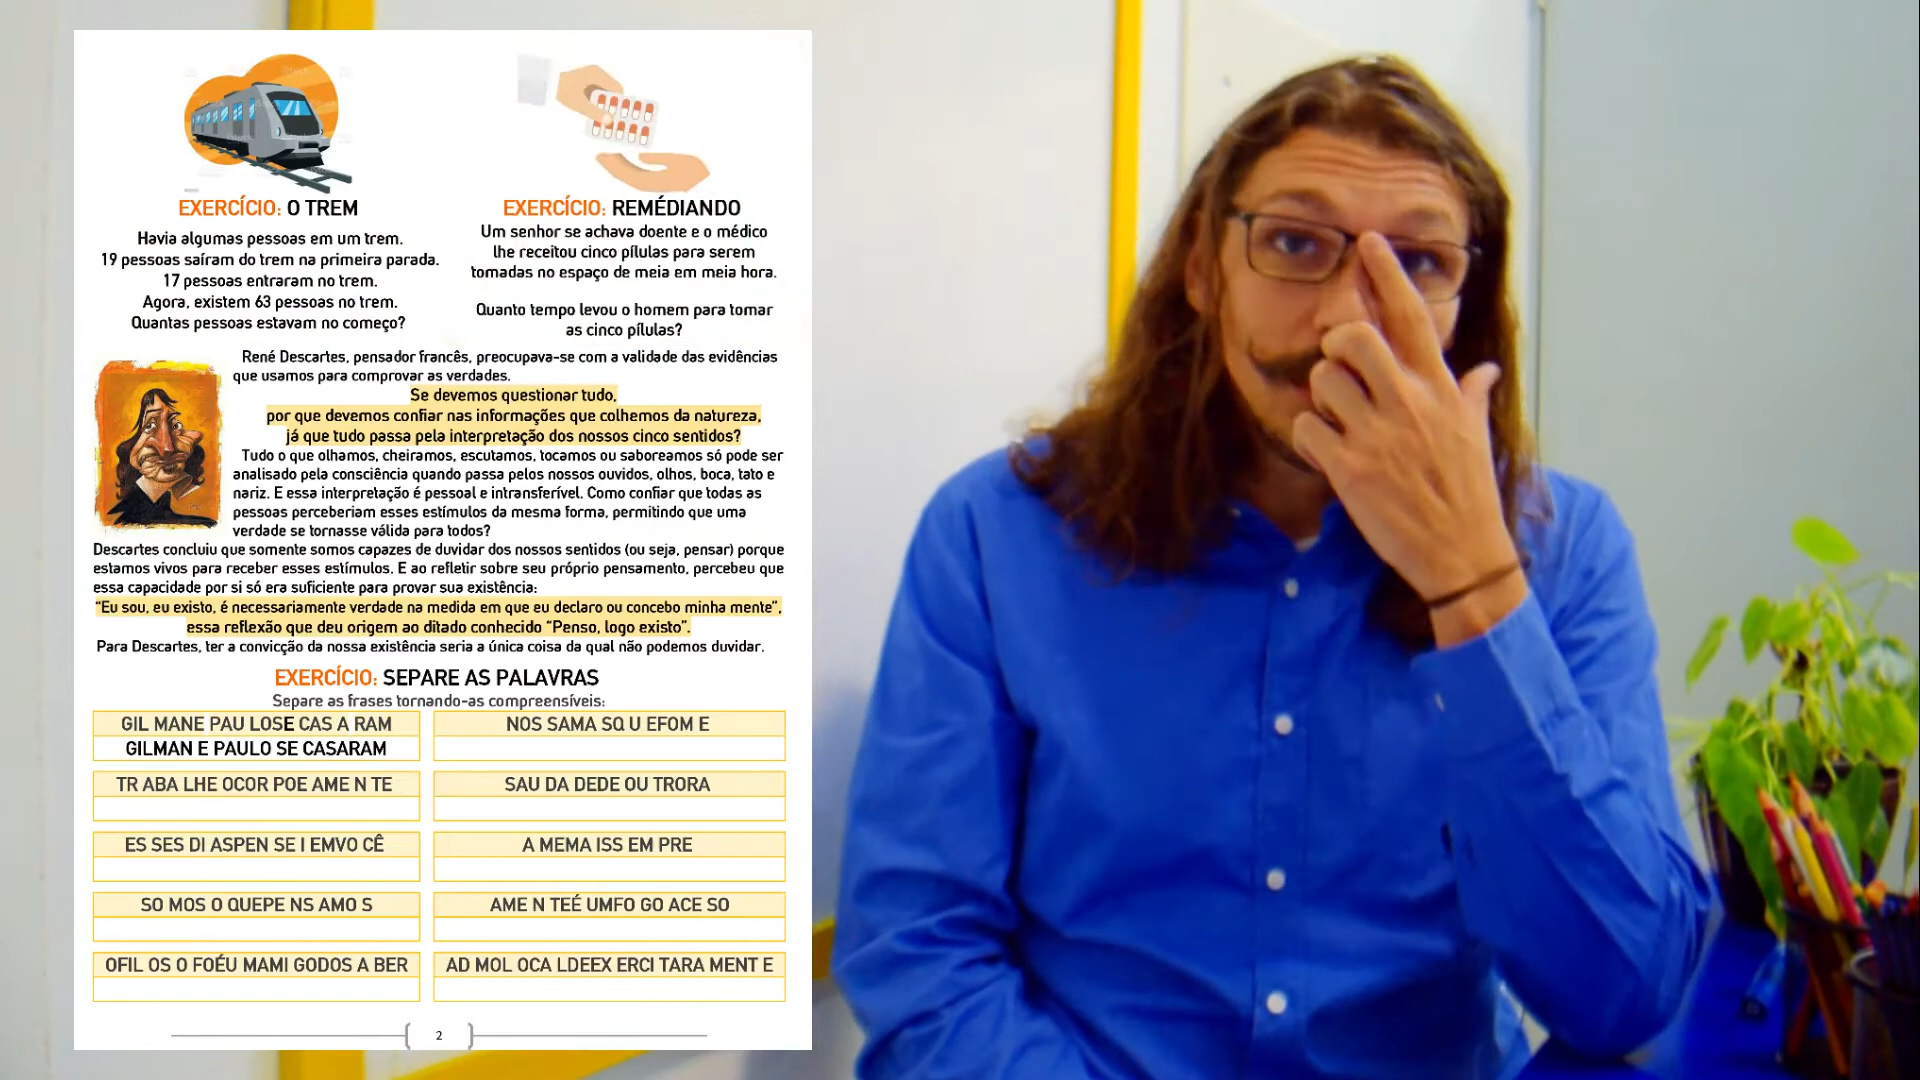 EXERCÍCIO: O TREM
Havia algumas pessoas em um trem.
19 pessoas saíram do trem na primeira parada.
17 pessoas entraram no trem.
Agora, existem 63 pessoas no trem.
Quantas pessoas estavam no começo?
EXERCÍCIO: REMÉDIANDO
Um senhor se achava doente e o médico
lhe receitou cinco pílulas para serem
tomadas no espaço de meia em meia hora.
Quanto tempo levou o homem para tomar
as cinco pílulas?
René Descartes, pensador francês, preocupava-se com a validade das evidências
que usamos para comprovar as verdades.
Se devemos questionar tudo,
por que devemos confiar nas informações que colhemos da natureza,
já que tudo passa pela interpretação dos nossos cinco sentidos?
Tudo o que olhamos, cheiramos, escutamos, tocamos ou saboreamos só pode ser
analisado pela consciência quando passa pelos nossos ouvidos, olhos, boca, tato e
nariz. E essa interpretação é pessoal e intransferível. Como confiar que todas as
pessoas perceberiam esses estímulos da mesma forma, permitindo que uma
verdade se tornasse válida para todos?
Descartes concluiu que somente somos capazes de duvidar dos nossos sentidos (ou seja, pensar) porque
estamos vivos para receber esses estímulos. E ao refletir sobre seu próprio pensamento, percebeu que
essa capacidade por si só era suficiente para provar sua existência:
“Eu sou, eu existo, é necessariamente verdade na medida em que eu declaro ou concebo minha mente”,
essa reflexão que deu origem ao ditado conhecido “Penso, logo existo”.
Para Descartes, ter a convicção da nossa existência seria a única coisa da qual não podemos duvidar.
EXERCÍCIO: SEPARE AS PALAVRAS
Separe as frases tornando-as compreensíveis:
GIL MANE PAU LOSE CAS A RAM
GILMAN E PAULO SE CASARAM
NOS SAMA SQ U EFOM E
TR ABA LHE OCOR POE AME N TE
SAU DA DEDE OU TRORA
ES SES DI ASPEN SE I EMVO CÊ
A MEMA ISS EM PRE
SO MOS O QUEPE NS AMO S
AME N TEÉ UMFO GO ACE SO
OFIL OS O FOÉU MAMI GODOS A BER
AD MOL OCA LDEEX ERCI TARA MENT E
2